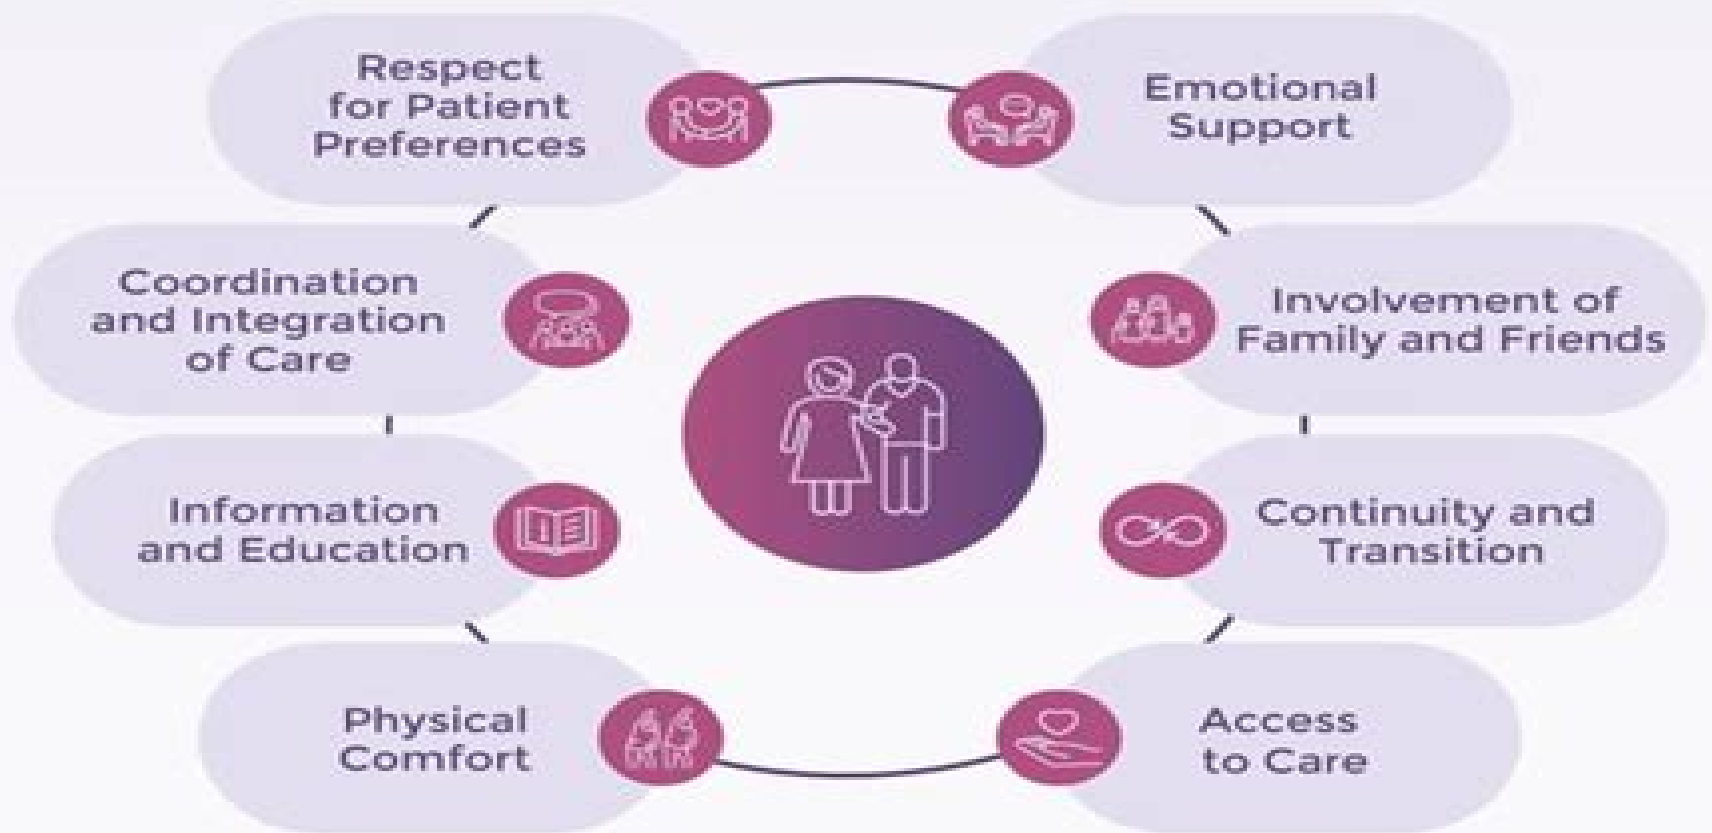 Respect
for Patient
Preferences
Emotional
Support
Coordination
and Integration
of Care
Involvement of
Family and Friends
Information
and Education
Continuity and
Transition
Physical
Comfort
Access
to Care